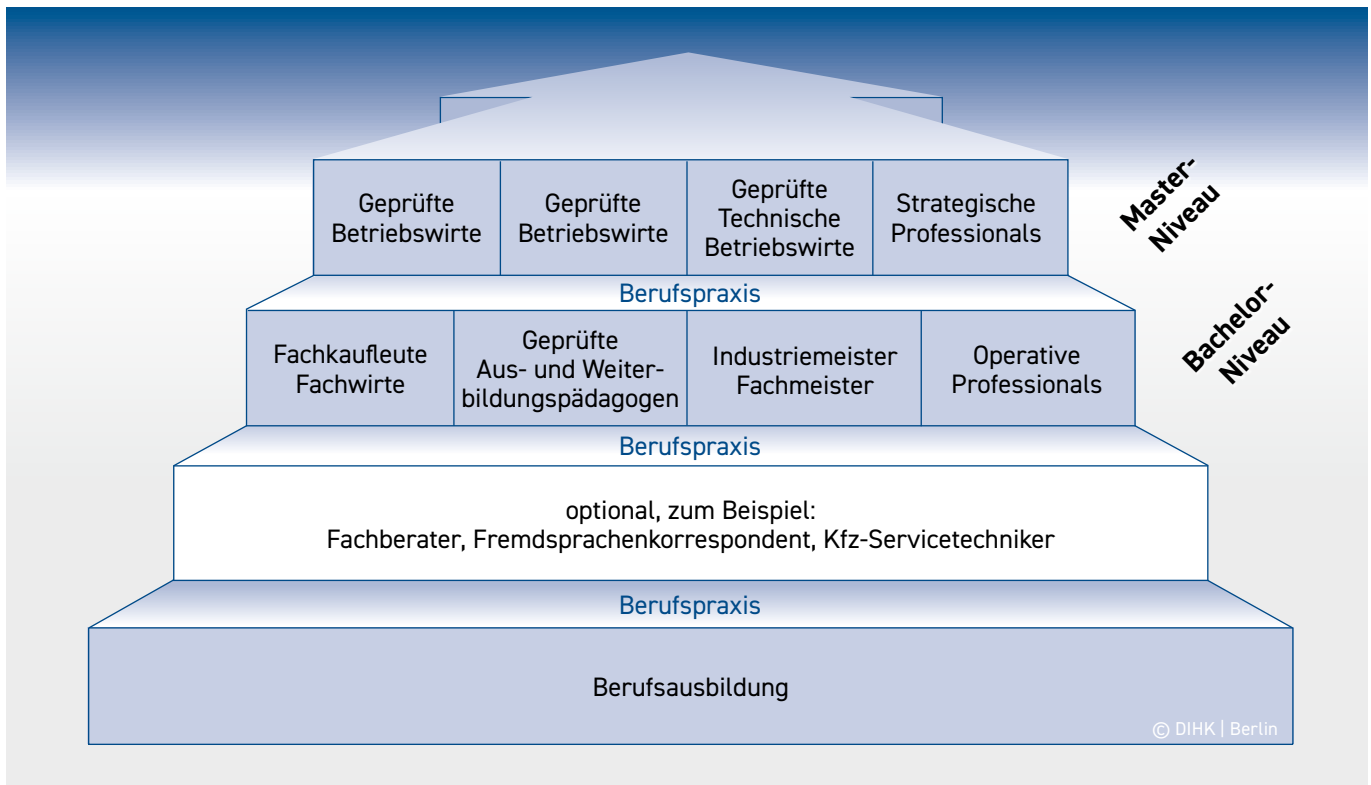 Geprüfte
Betriebswirte
Geprüfte
Betriebswirte
Geprüfte
Technische
Betriebswirte
Strategische
Professionals
Master-
Niveau
Berufspraxis
Fachkaufleute
Fachwirte
Geprüfte
Aus- und Weiter-
bildungspädagogen
Industriemeister
Fachmeister
Operative
Professionals
Bachelor-
Niveau
Berufspraxis
optional, zum Beispiel:
Fachberater, Fremdsprachenkorrespondent, Kfz-Servicetechniker
Berufspraxis
Berufsausbildung
© DIHK | Berlin